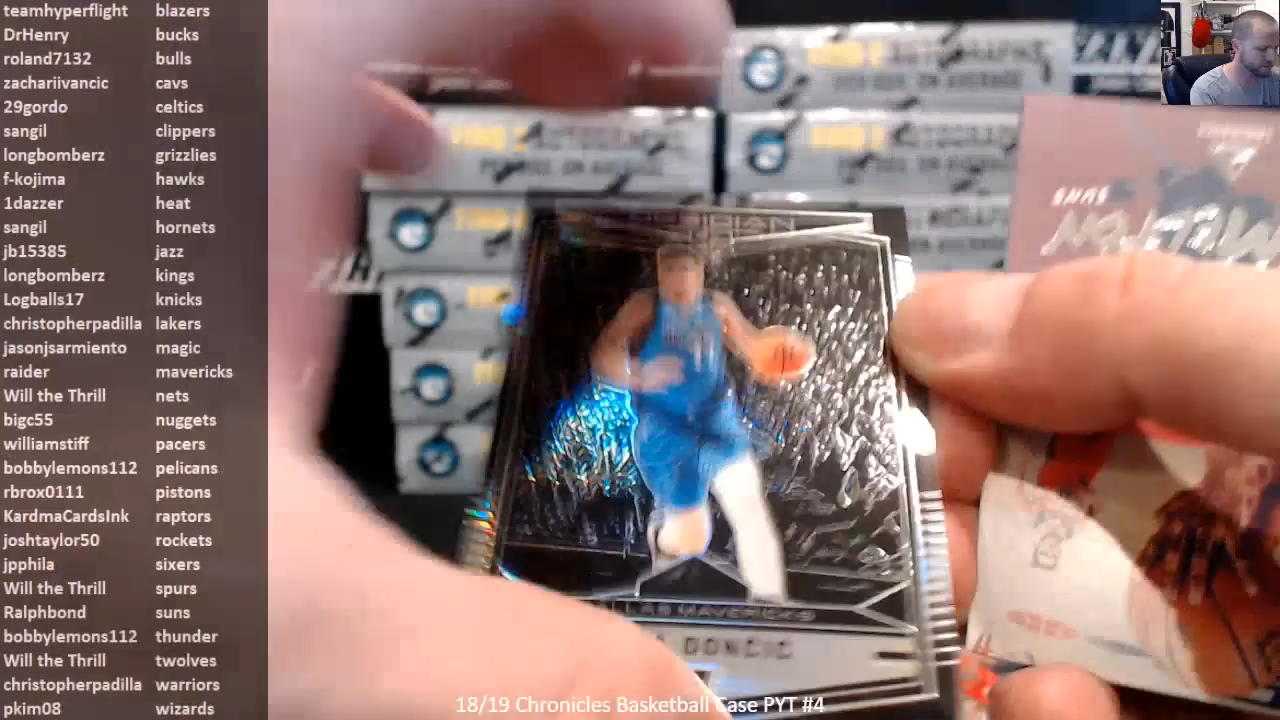 teamhyperflight blazers
DrHenry bucks
roland7132 bulls
zachariivancic cavs
29gordo celtics
sangil clippers
longbomberz grizzlies
f-kojima hawks
1dazzer heat
sangil hornets
jb15385 jazz
longbomberz kings
Logballs17 knicks
christopherpadilla lakers
jasonjsarmiento magic
raider mavericks
Will the Thrill nets
bigc55 nuggets
williamstiff pacers
bobbylemons112 pelicans
rbrox0111 pistons
KardmaCardsInk raptors
joshtaylor50 rockets
jpphila sixers
Will the Thrill spurs
Ralphbond suns
bobbylemons112 thunder
Will the Thrill twolves
christopherpadilla warriors
pkim08 wizards
AUTOGRAPHS
SUNS
MAVERICKS
DONCIC
18/19 Chronicles Basketball Case PYT #4